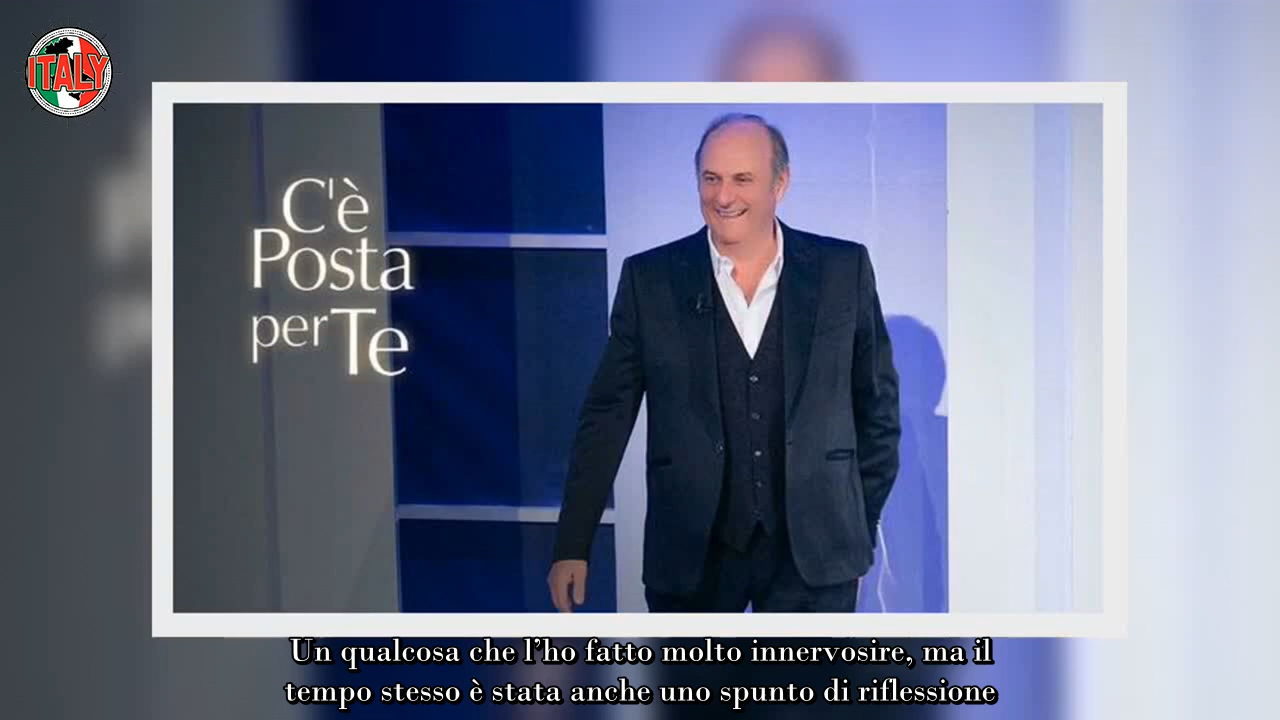 ITALY
C'è
Posta
per Te
Un qualcosa che l’ho fatto molto innervosire, ma il
tempo stesso è stata anche uno spunto di riflessione